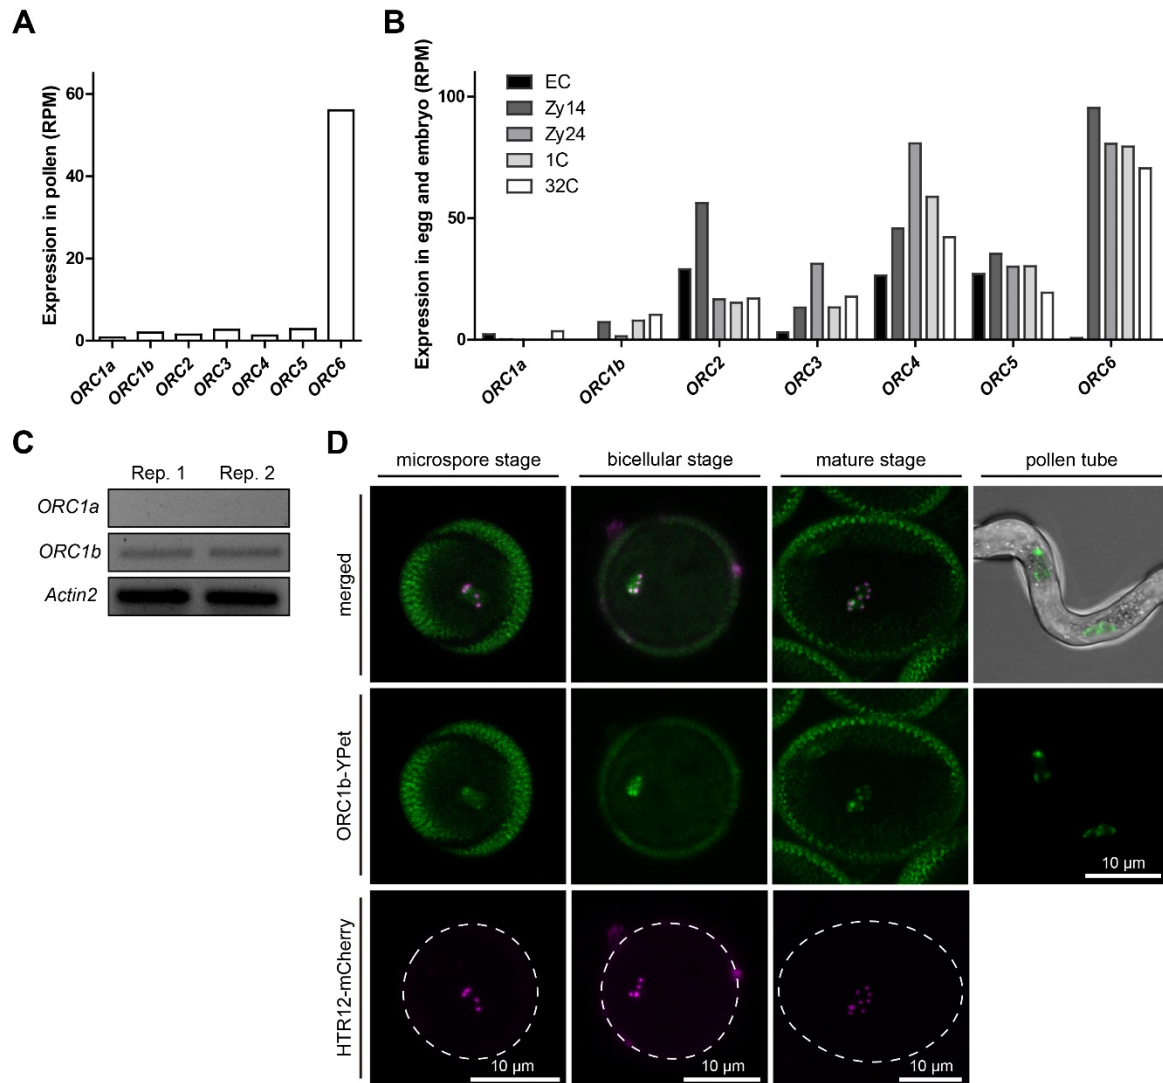 A
Expression in pollen (RPM)
60
40
20
0
ORC1a
ORC1b
ORC2
ORC3
ORC4
ORC5
ORC6
B
Expression in egg and embryo (RPM)
100
50
0
EC
Zy14
Zy24
1C
32C
ORC1a
ORC1b
ORC2
ORC3
ORC4
ORC5
ORC6
C
Rep. 1 Rep. 2
ORC1a
ORC1b
Actin2
D
microspore stage bicellular stage mature stage pollen tube
merged
ORC1b-YPet
10 μm
HTR12-mCherry
10 μm 10 μm 10 μm